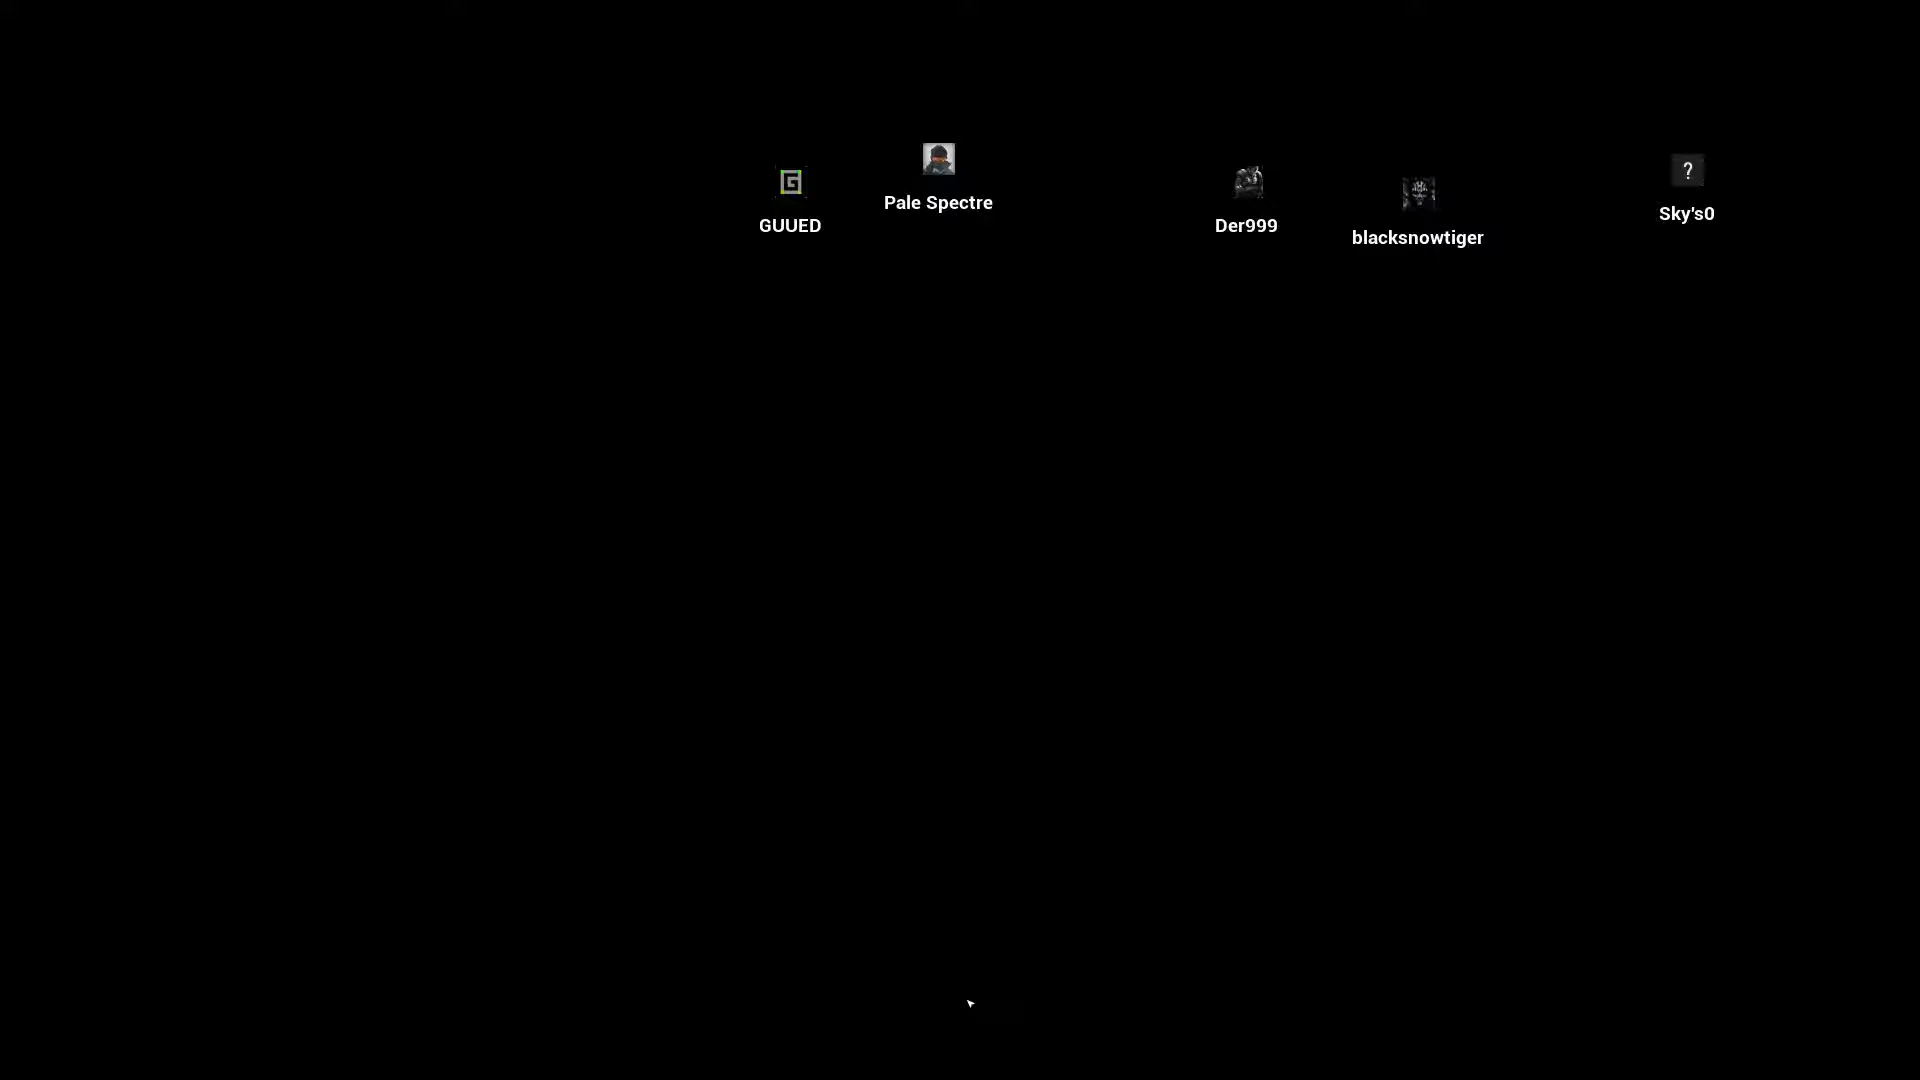 G
GUUED
Pale Spectre
Der999
blacksnowtiger
?
Sky's0